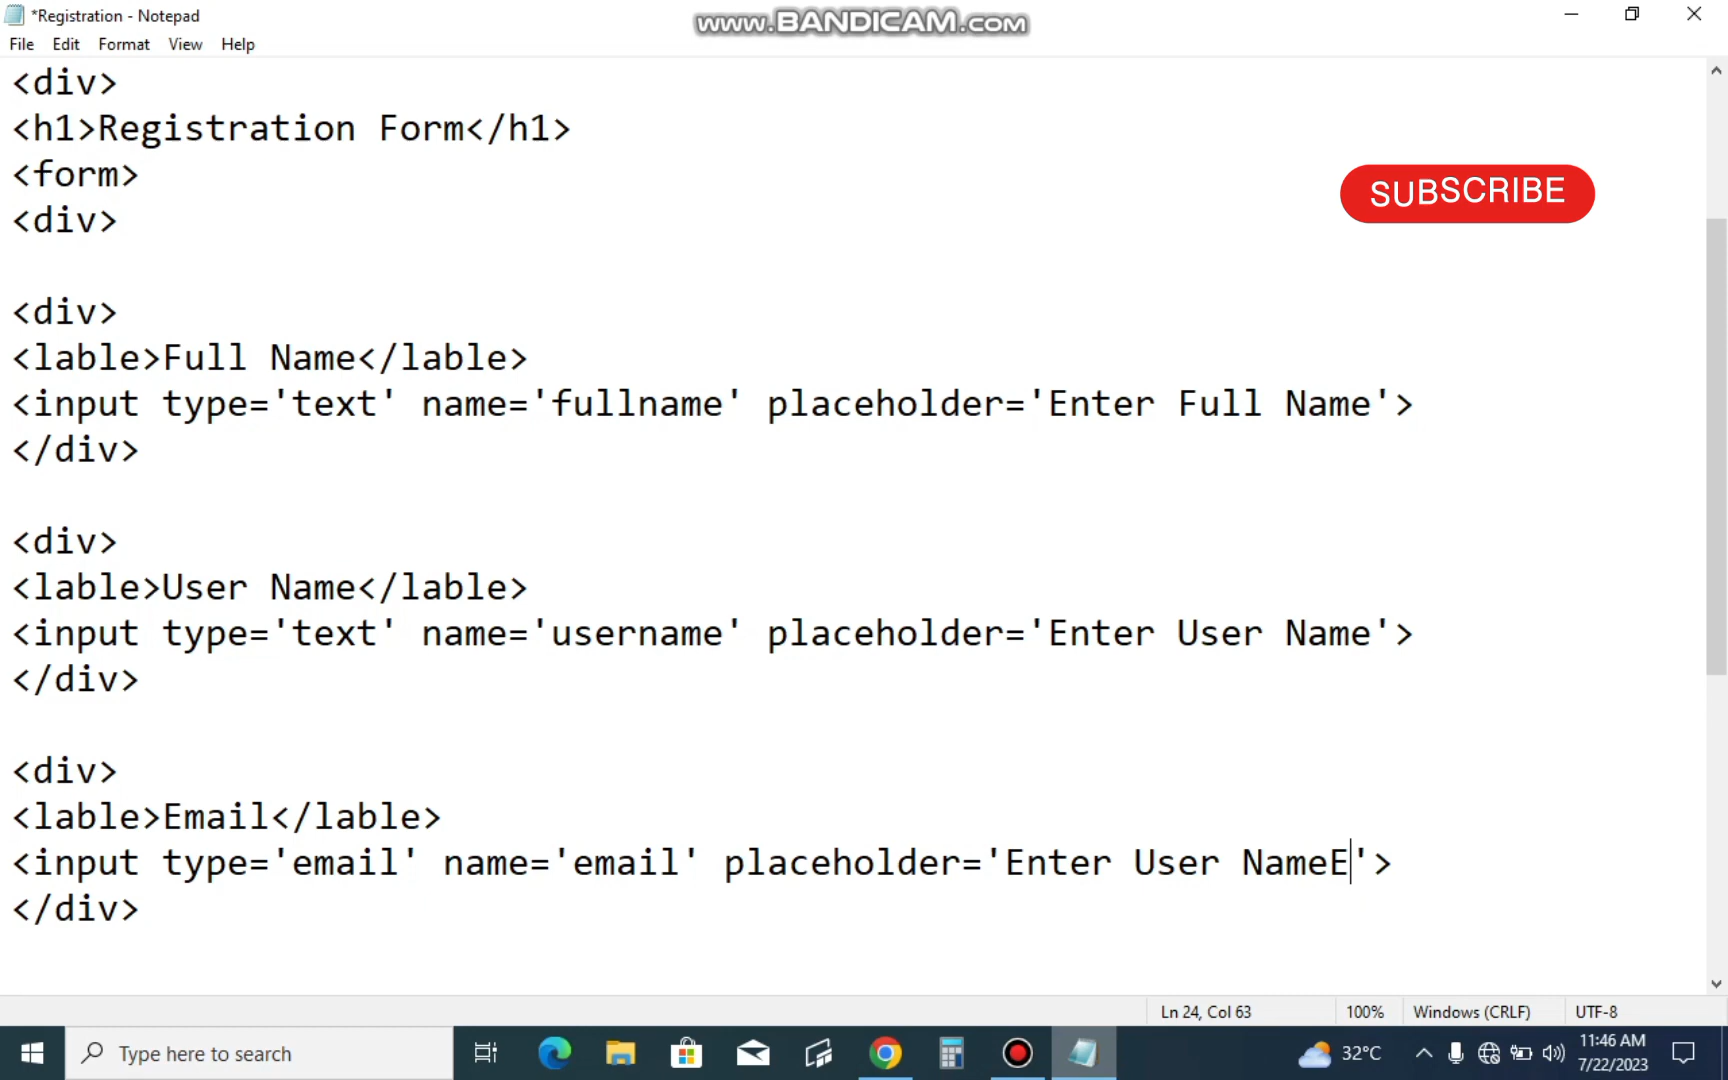 *Registration - Notepad
www.BANDICAM.com
File Edit Format View Help
<div>
<h1>Registration Form</h1>
<form>
<div>
SUBSCRIBE
<div>
<lable>Full Name</lable>
<input type='text' name='fullname' placeholder='Enter Full Name'>
</div>
<div>
<lable>User Name</lable>
<input type='text' name='username' placeholder='Enter User Name'>
</div>
<div>
<lable>Email</lable>
<input type='email' name='email' placeholder='Enter User NameE'>
</div>
Ln 24, Col 63 100% Windows (CRLF) UTF-8
Type here to search
32°C
11:46 AM
7/22/2023